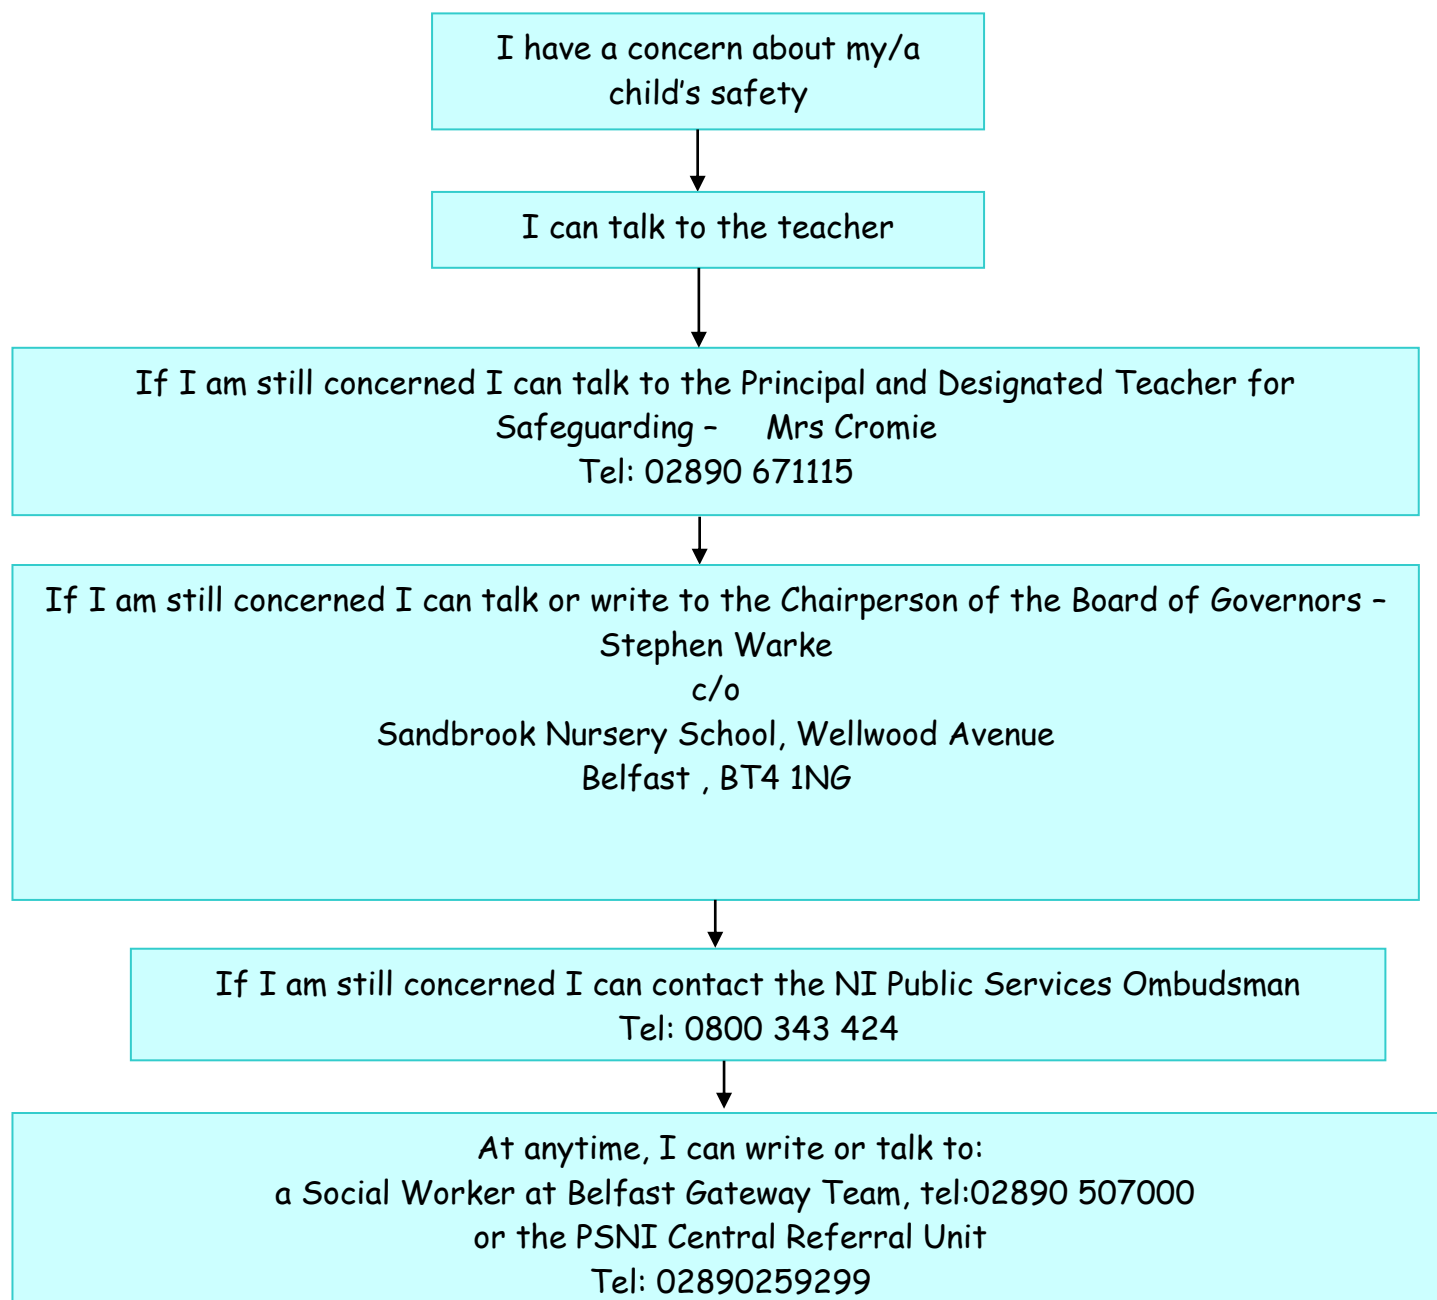 I have a concern about my/a
child's safety
I can talk to the teacher
If I am still concerned I can talk to the Principal and Designated Teacher for
Safeguarding – Mrs Cromie
Tel: 02890 671115
If I am still concerned I can talk or write to the Chairperson of the Board of Governors –
Stephen Warke
c/o
Sandbrook Nursery School, Wellwood Avenue
Belfast , BT4 1NG
If I am still concerned I can contact the NI Public Services Ombudsman
Tel: 0800 343 424
At anytime, I can write or talk to:
a Social Worker at Belfast Gateway Team, tel:02890 507000
or the PSNI Central Referral Unit
Tel: 02890259299